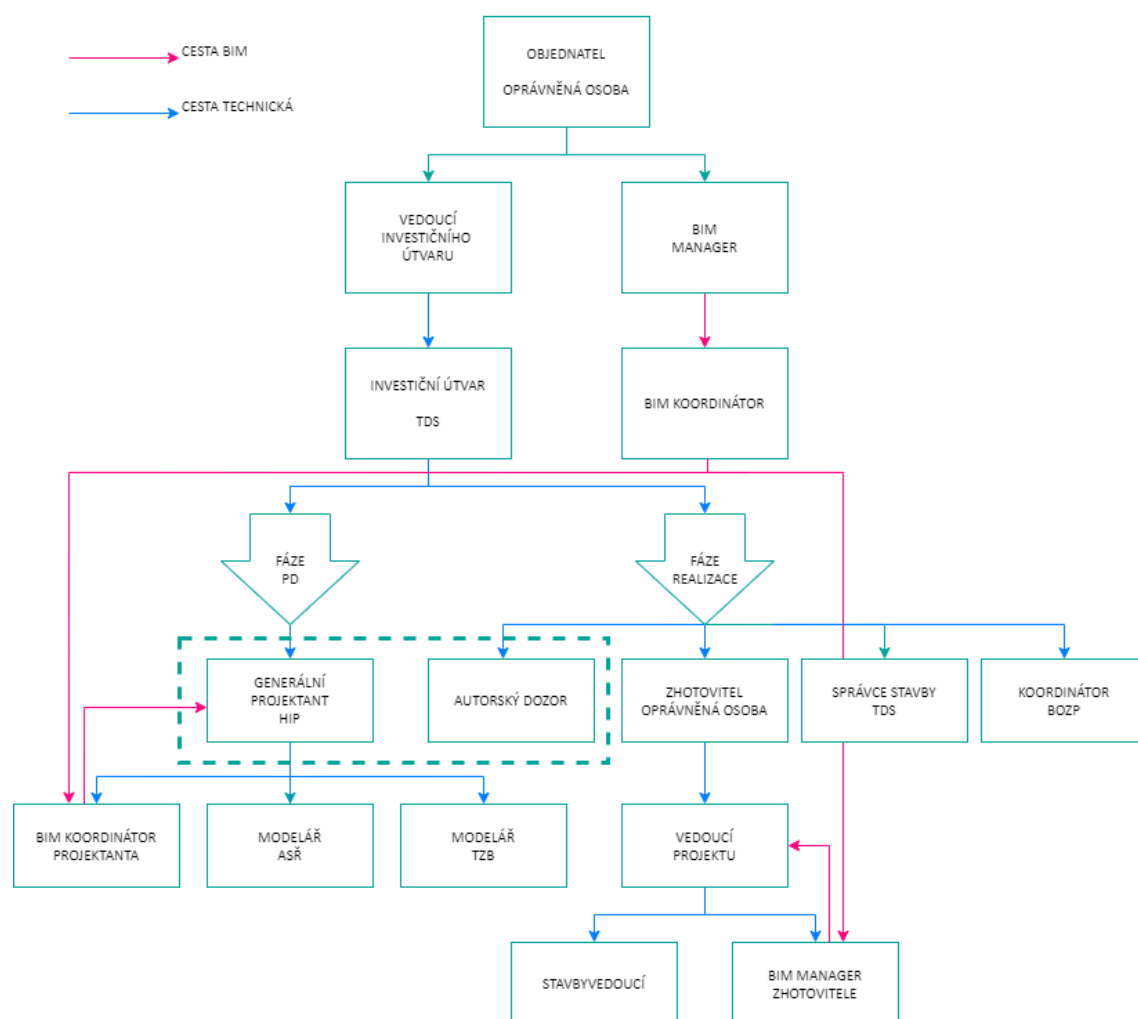 CESTA BIM
CESTA TECHNICKÁ
OBJEDNATEL
OPRÁVNĚNÁ OSOBA
VEDOUCÍ
INVESTIČNÍHO
ÚTVARU
BIM
MANAGER
INVESTIČNÍ ÚTVAR
TDS
BIM KOORDINÁTOR
FÁZE
PD
FÁZE
REALIZACE
GENERÁLNÍ
PROJEKTANT
HIP
AUTORSKÝ DOZOR
ZHOTOVITEL
OPRÁVNĚNÁ OSOBA
SPRÁVCE STAVBY
TDS
KOORDINÁTOR
BOZP
BIM KOORDINÁTOR
PROJEKTANTA
MODELÁŘ
ASŘ
MODELÁŘ
TZB
VEDOUCÍ
PROJEKTU
STAVBYVEDOUCÍ
BIM MANAGER
ZHOTOVITELE